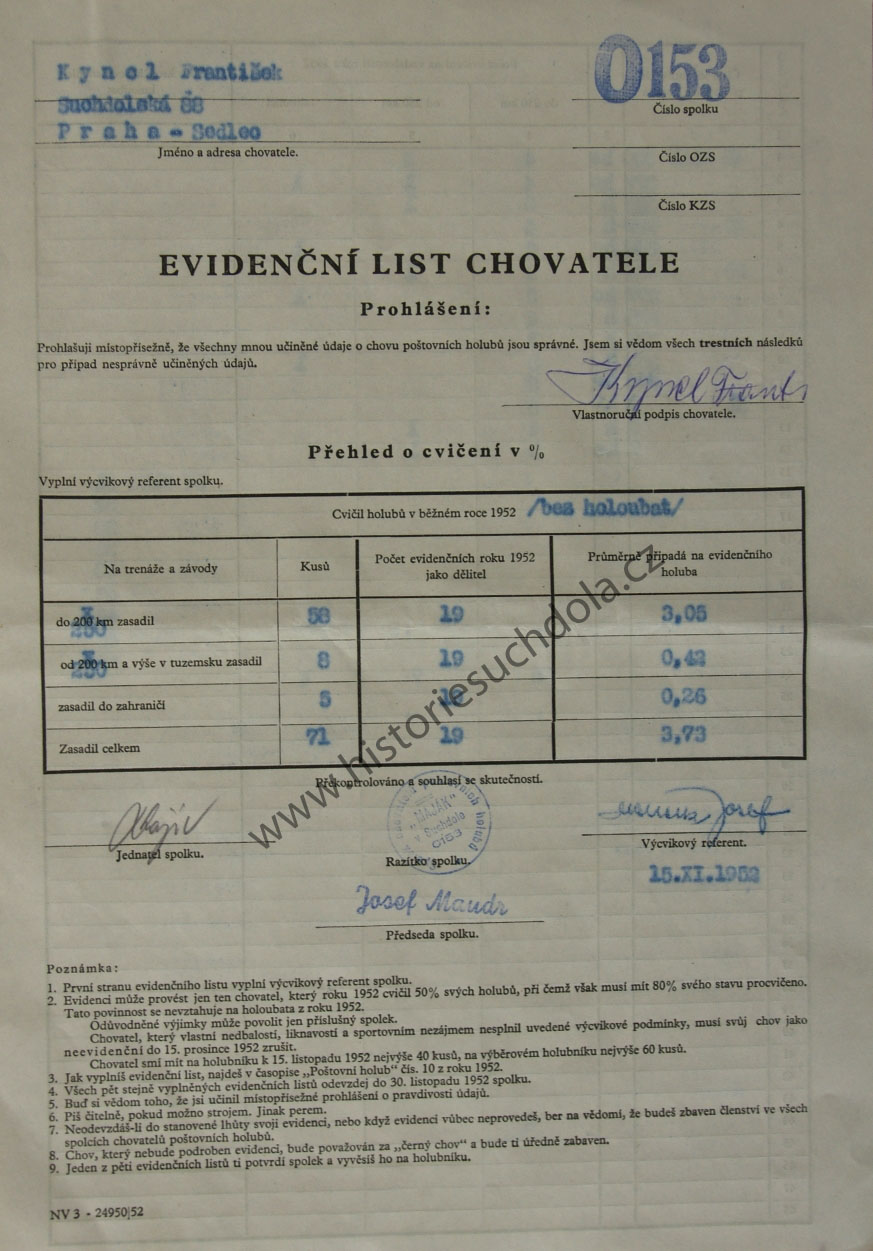 Kyncl František
Suchdolská 88
Praha - Sedlec
Jméno a adresa chovatele.
0153
Číslo spolku
Číslo OZS
Číslo KZS
EVIDENČNÍ LIST CHOVATELE
Prohlášení:
Prohlašuji místopřísežně, že všechny mnou učiněné údaje o chovu poštovních holubů jsou správné. Jsem si vědom všech trestních následků
pro případ nesprávně učiněných údajů.
Kyncl Frant
Vlastnoruční podpis chovatele.
Přehled o cvičení v %
Vyplní výcvikový referent spolku.
Cvičil holubů v běžném roce 1952 /bez holoubat/
Na trenáže a závody Kusů Počet evidenčních roku 1952 jako dělitel Průměrně připadá na evidenčního holuba
do 200 km zasadil 58 19 3,05
250
od 200 km a výše v tuzemsku zasadil 8 19 0,42
250
zasadil do zahraničí 5 19 0,26
Zasadil celkem 71 19 3,73
Překontrolováno a souhlasí se skutečností.
www.historiesuchdola.cz
Jednatel spolku.
"MAJÁK"
Suchdole
C153
holubů
Razítko spolku.
Josef
Výcvikový referent.
15.XI.1952
Josef Maudr
Předseda spolku.
Poznámka:
1. První stranu evidenčního listu vyplní výcvikový referent spolku.
2. Evidenci může provést jen ten chovatel, který roku 1952 cvičil 50% svých holubů, při čemž však musí mít 80% svého stavu procvičeno.
Tato povinnost se nevztahuje na holoubata z roku 1952.
Odůvodněné výjimky může povolit jen příslušný spolek.
Chovatel, který vlastní nedbalostí, liknavostí a sportovním nezájmem nesplnil uvedené výcvikové podmínky, musí svůj chov jako
neevidenční do 15. prosince 1952 zrušit.
Chovatel smí mít na holubníku k 15. listopadu 1952 nejvýše 40 kusů, na výběrovém holubníku nejvýše 60 kusů.
3. Jak vyplníš evidenční list, najdeš v časopise „Poštovní holub“ čís. 10 z roku 1952.
4. Všech pět stejně vyplněných evidenčních listů odevzdej do 30. listopadu 1952 spolku.
5. Buď si vědom toho, že jsi učinil místopřísežné prohlášení o pravdivosti údajů.
6. Piš čitelně, pokud možno strojem. Jinak perem.
7. Neodevzdáš-li do stanovené lhůty svoji evidenci, nebo když evidenci vůbec neprovedeš, ber na vědomí, že budeš zbaven členství ve všech
spolcích chovatelů poštovních holubů.
8. Chov, který nebude podroben evidenci, bude považován za „černý chov“ a bude ti úředně zabaven.
9. Jeden z pěti evidenčních listů ti potvrdí spolek a vyvěsíš ho na holubníku.
NV 3 - 24950/52